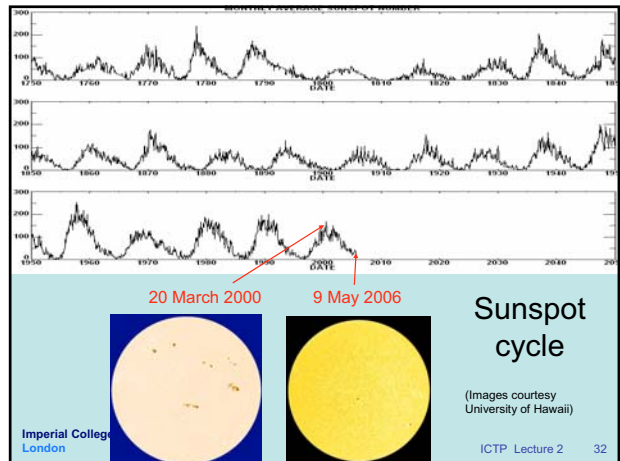 MONTHLY AVERAGE SUNSPOT NUMBER
300
200
100
0
1750 1760 1770 1780 1790 1800 1810 1820 1830 1840 185
DATE
300
200
100
0
1850 1860 1870 1880 1890 1900 1910 1920 1930 1940 195
DATE
300
200
100
0
1950 1960 1970 1980 1990 2000 2010 2020 2030 2040 205
DATE
20 March 2000 9 May 2006
Sunspot
cycle
(Images courtesy
University of Hawaii)
Imperial College
London
ICTP Lecture 2 32